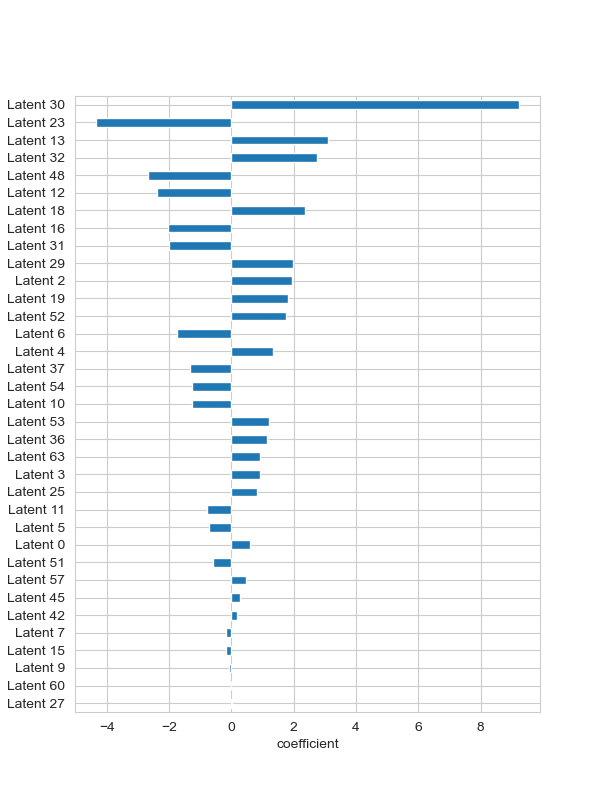 Latent 30
Latent 23
Latent 13
Latent 32
Latent 48
Latent 12
Latent 18
Latent 16
Latent 31
Latent 29
Latent 2
Latent 19
Latent 52
Latent 6
Latent 4
Latent 37
Latent 54
Latent 10
Latent 53
Latent 36
Latent 63
Latent 3
Latent 25
Latent 11
Latent 5
Latent 0
Latent 51
Latent 57
Latent 45
Latent 42
Latent 7
Latent 15
Latent 9
Latent 60
Latent 27
−4 −2 0 2 4 6 8
coefficient